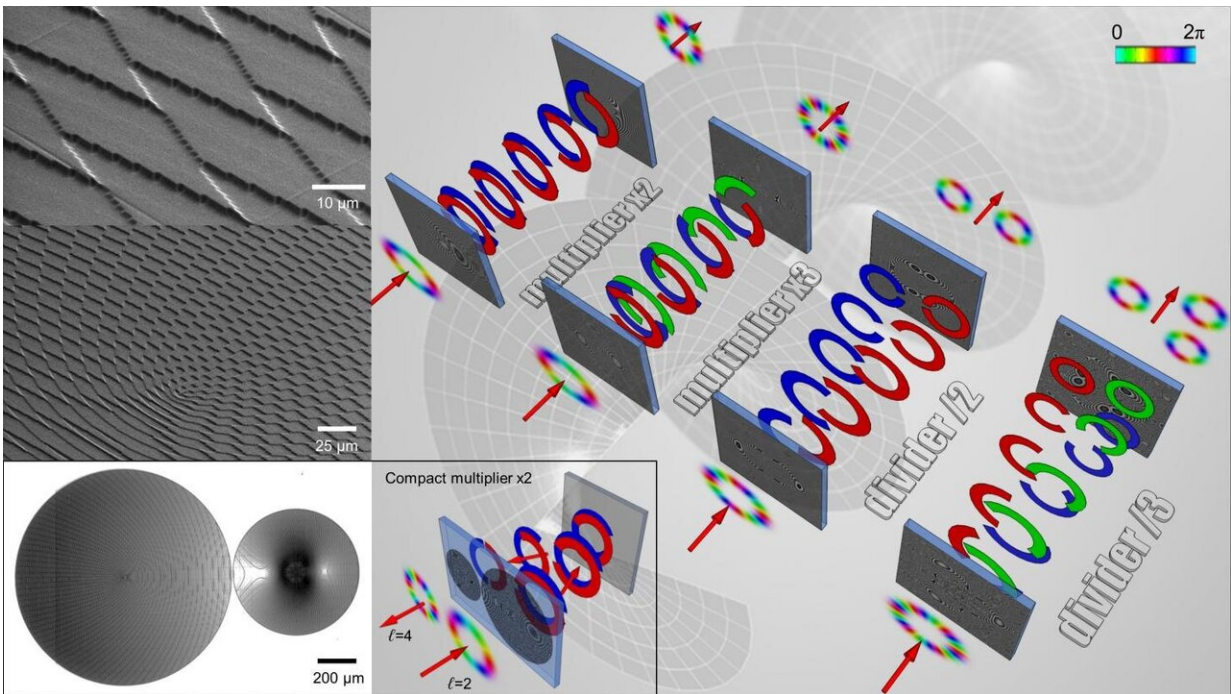 10 µm
25 µm
200 µm
0 2π
multiplier x2
multiplier x3
divider /2
divider /3
Compact multiplier x2
ℓ=4
ℓ=2